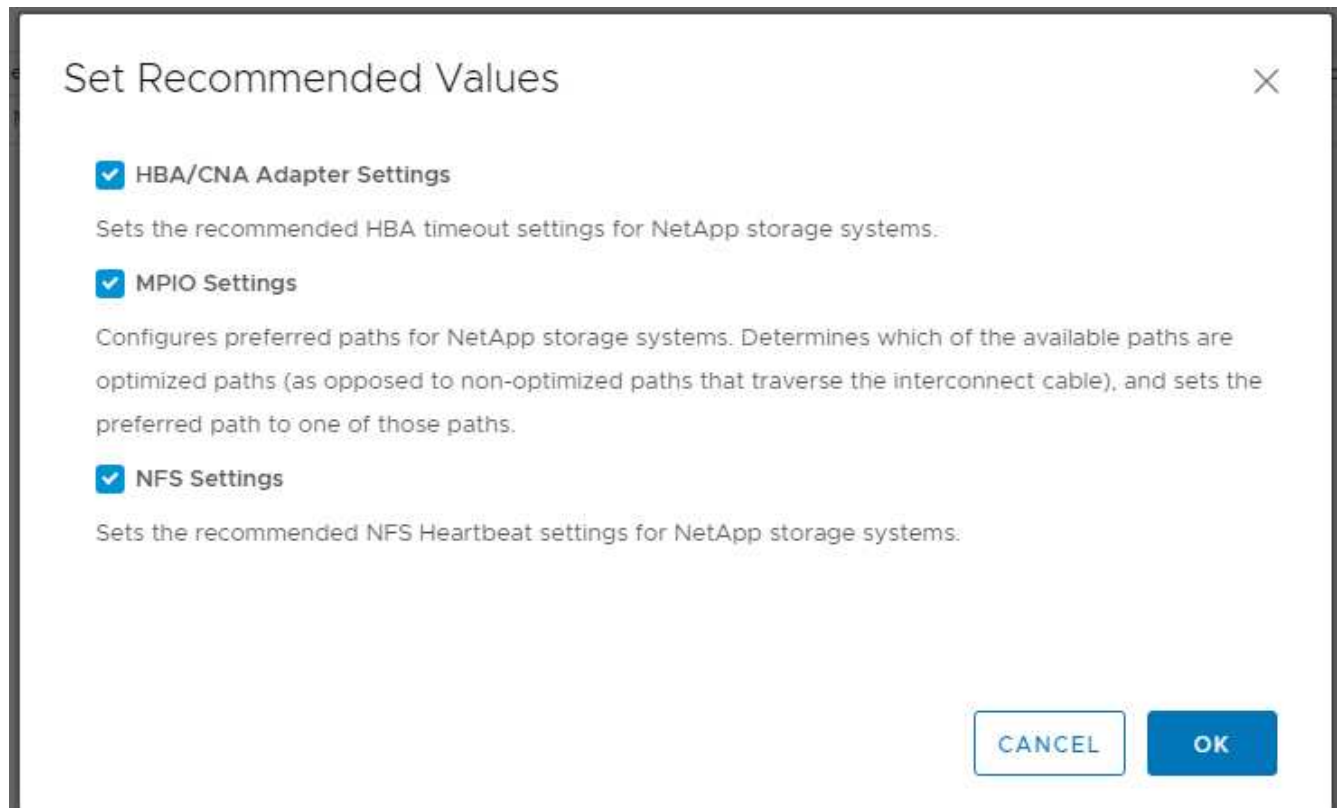 Set Recommended Values
HBA/CNA Adapter Settings
Sets the recommended HBA timeout settings for NetApp storage systems.
MPIO Settings
Configures preferred paths for NetApp storage systems. Determines which of the available paths are
optimized paths (as opposed to non-optimized paths that traverse the interconnect cable), and sets the
preferred path to one of those paths.
NFS Settings
Sets the recommended NFS Heartbeat settings for NetApp storage systems.
CANCEL
OK